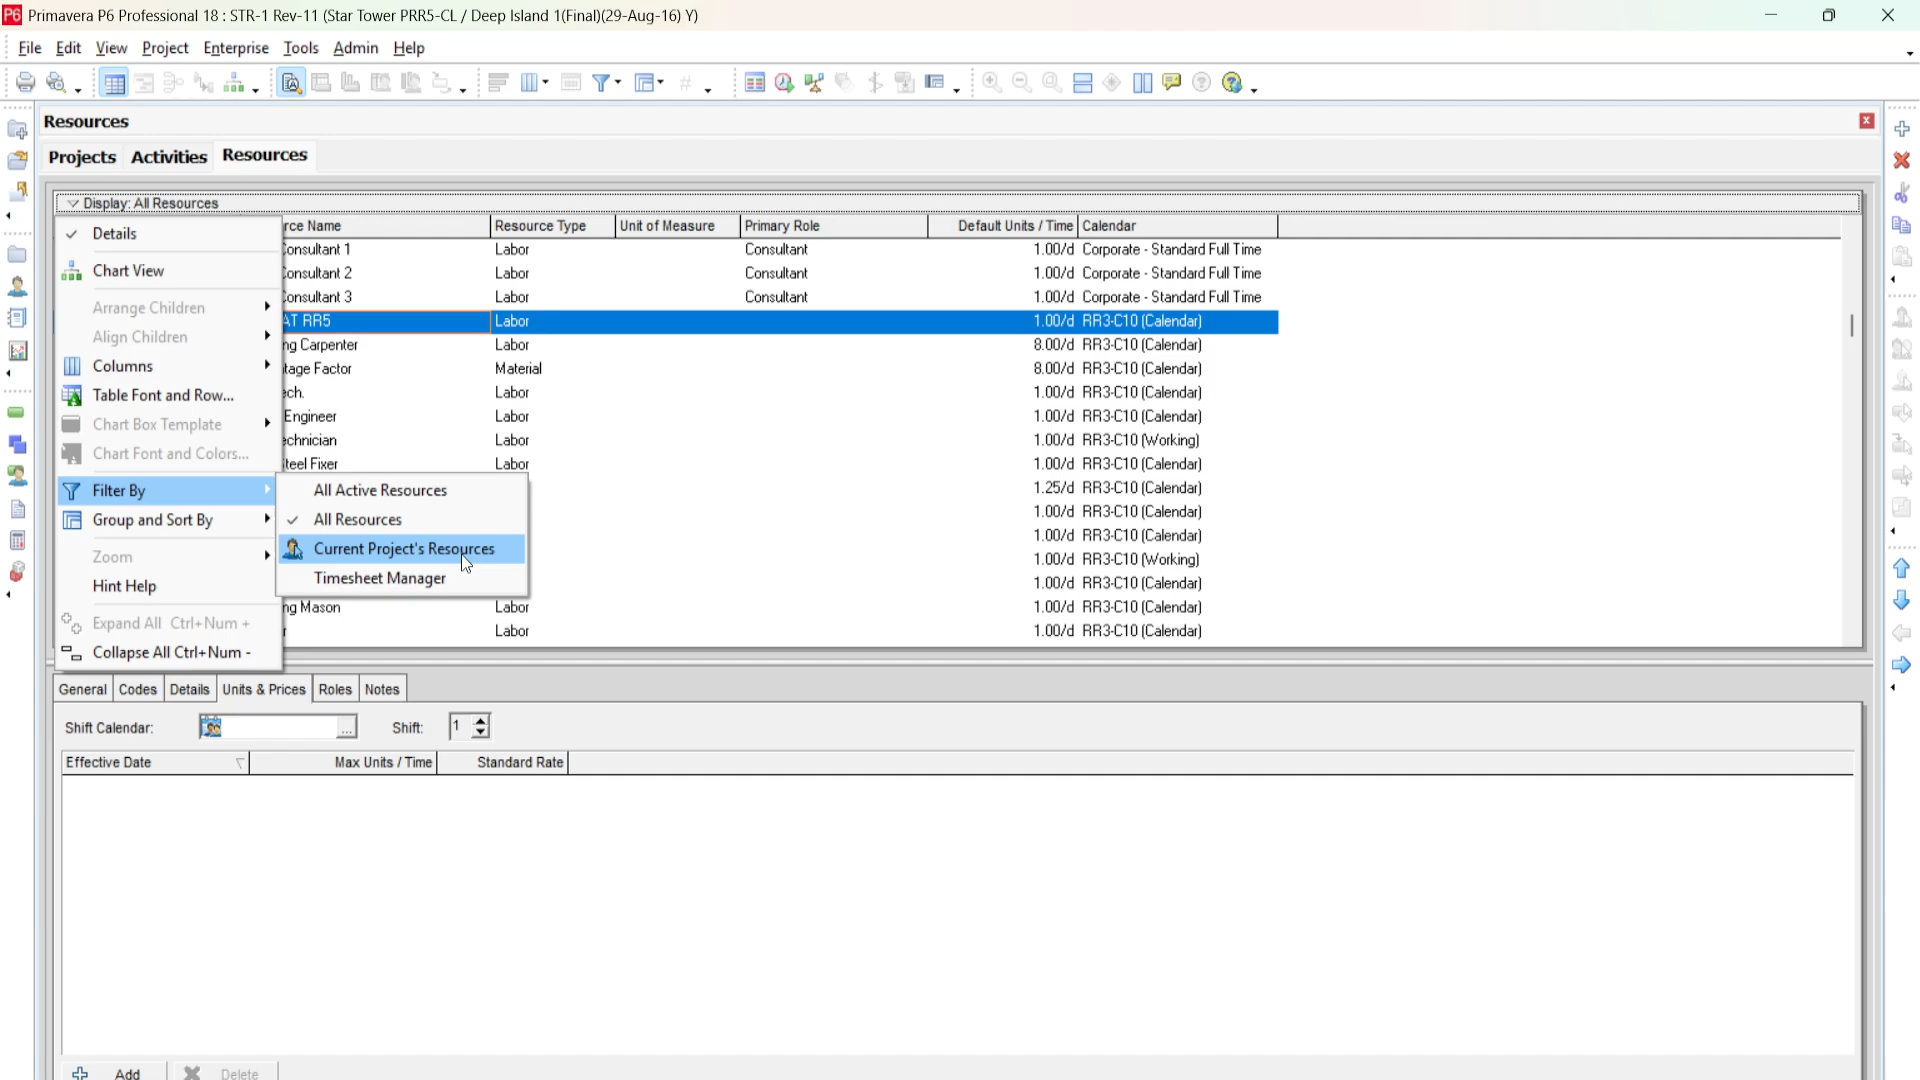 P6 Primavera P6 Professional 18 : STR-1 Rev-11 (Star Tower PRR5-CL / Deep Island 1(Final)(29-Aug-16) Y)
File Edit View Project Enterprise Tools Admin Help
Resources
Projects Activities Resources
Display: All Resources
rce Name Resource Type Unit of Measure Primary Role Default Units / Time Calendar
Consultant 1 Labor Consultant 1.00/d Corporate - Standard Full Time
Consultant 2 Labor Consultant 1.00/d Corporate - Standard Full Time
Consultant 3 Labor Consultant 1.00/d Corporate - Standard Full Time
AT RR5 Labor 1.00/d RR3-C10 (Calendar)
ng Carpenter Labor 8.00/d RR3-C10 (Calendar)
tage Factor Material 8.00/d RR3-C10 (Calendar)
ech. Labor 1.00/d RR3-C10 (Calendar)
Engineer Labor 1.00/d RR3-C10 (Calendar)
echnician Labor 1.00/d RR3-C10 (Working)
teel Fixer Labor 1.00/d RR3-C10 (Calendar)
1.25/d RR3-C10 (Calendar)
1.00/d RR3-C10 (Calendar)
1.00/d RR3-C10 (Calendar)
1.00/d RR3-C10 (Working)
1.00/d RR3-C10 (Calendar)
ng Mason Labor 1.00/d RR3-C10 (Calendar)
r Labor 1.00/d RR3-C10 (Calendar)
Details
Chart View
Arrange Children
Align Children
Columns
Table Font and Row...
Chart Box Template
Chart Font and Colors...
Filter By
Group and Sort By
Zoom
Hint Help
Expand All Ctrl+Num +
Collapse All Ctrl+Num -
All Active Resources
All Resources
Current Project's Resources
Timesheet Manager
General Codes Details Units & Prices Roles Notes
Shift Calendar: ... Shift: 1
Effective Date Max Units / Time Standard Rate
Add Delete